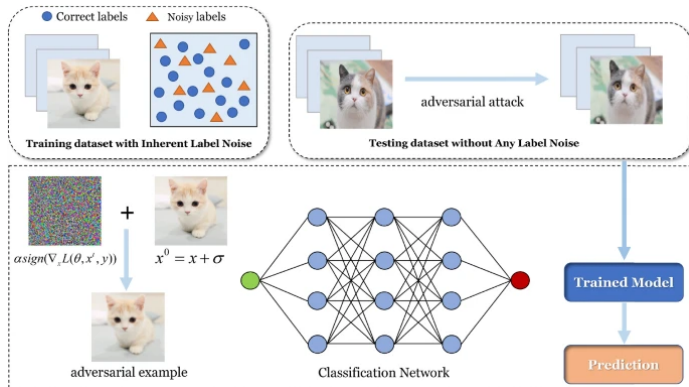 Correct labels
Noisy labels
Training dataset with Inherent Label Noise
adversarial attack
Testing dataset without Any Label Noise
+
αsign(∇ₓL(θ,xᵗ,y))
x⁰ = x + σ
adversarial example
Classification Network
Trained Model
Prediction